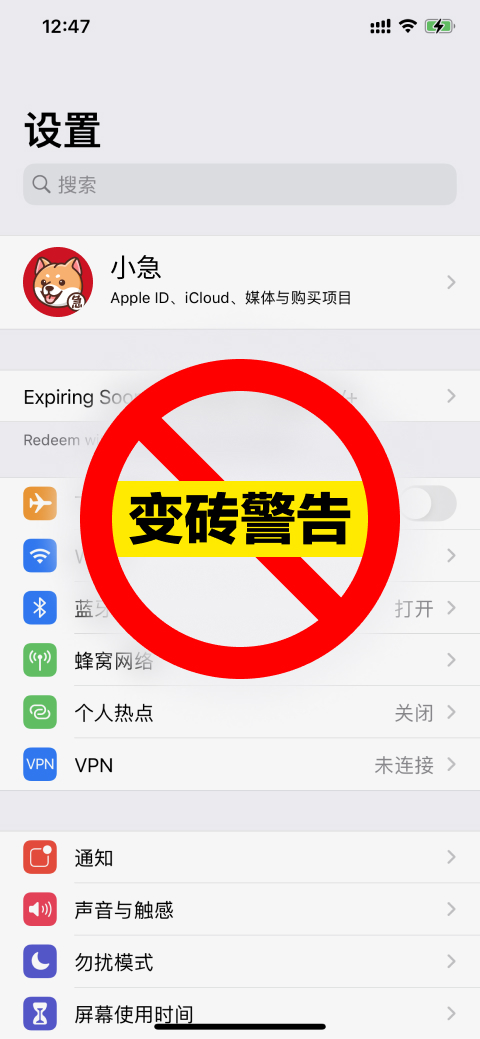 12:47
设置
搜索
小急
Apple ID、iCloud、媒体与购买项目
急
Expiring Soo
Redeem w
变砖警告
蓝牙
打开
蜂窝网络
个人热点
关闭
VPN
VPN
未连接
通知
声音与触感
勿扰模式
屏幕使用时间